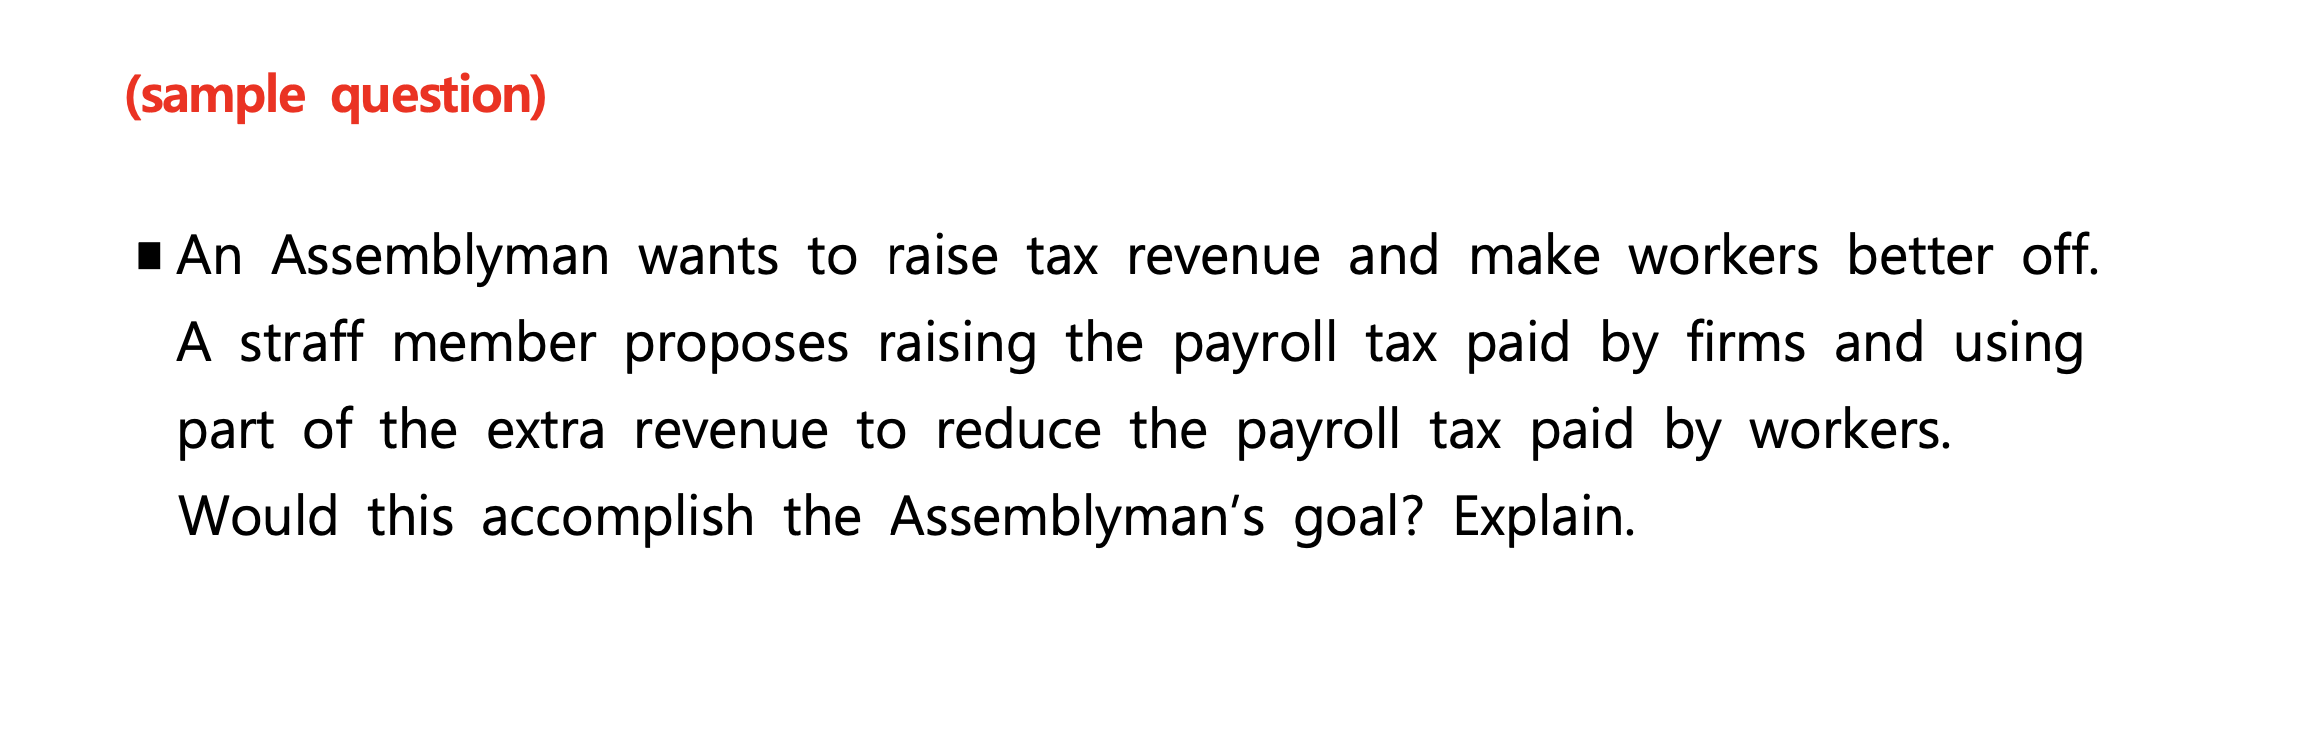 (sample question)
■ An Assemblyman wants to raise tax revenue and make workers better off.
A straff member proposes raising the payroll tax paid by firms and using
part of the extra revenue to reduce the payroll tax paid by workers.
Would this accomplish the Assemblyman’s goal? Explain.